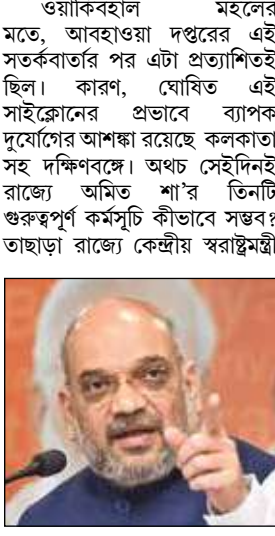 ওয়াকিবহাল মহলের
মতে, আবহাওয়া দপ্তরের এই
সতর্কবার্তার পর এটা প্রত্যাশিতই
ছিল। কারণ, ঘোষিত এই
সাইক্লোনের প্রভাবে ব্যাপক
দুর্যোগের আশঙ্কা রয়েছে কলকাতা
সহ দক্ষিণবঙ্গে। অথচ সেইদিনই
রাজ্যে অমিত শা'র তিনটি
গুরুত্বপূর্ণ কর্মসূচি কীভাবে সম্ভব?
তাছাড়া রাজ্যে কেন্দ্রীয় স্বরাষ্ট্রমন্ত্রী